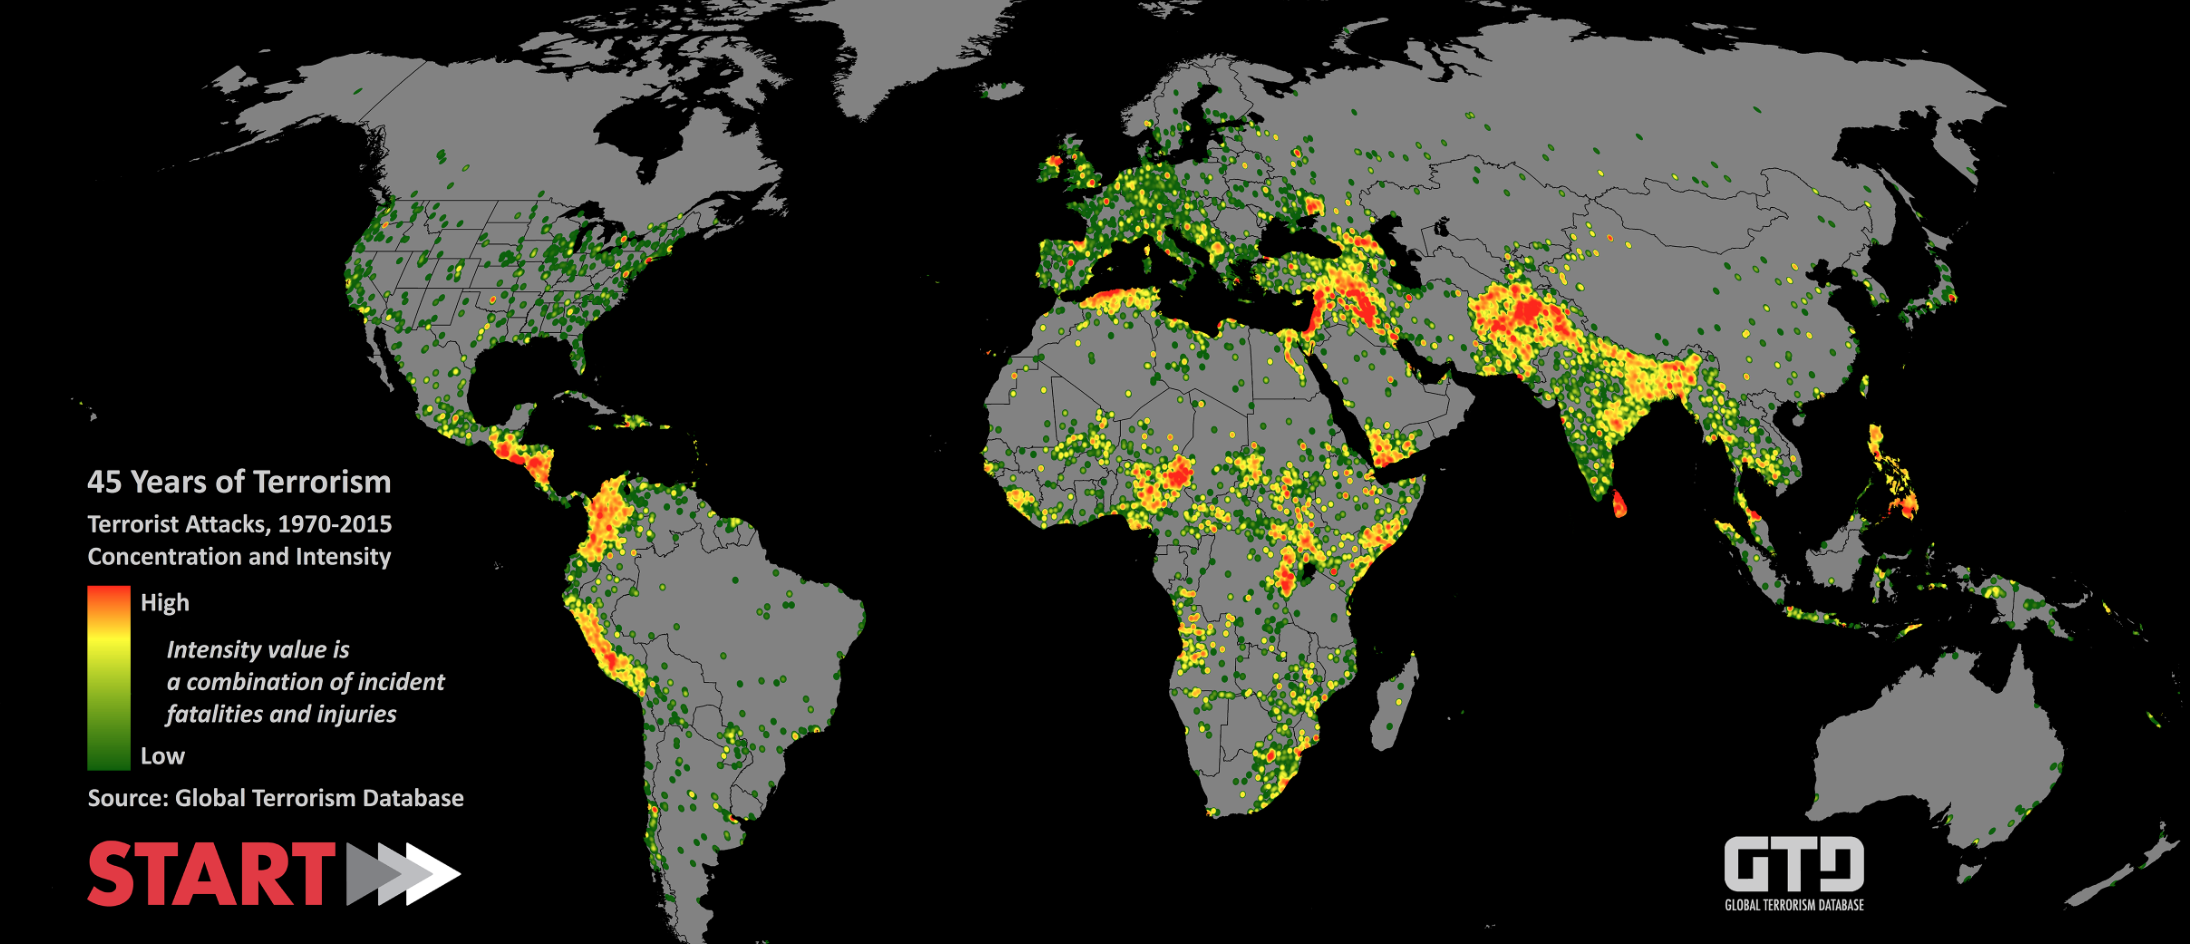 45 Years of Terrorism
Terrorist Attacks, 1970-2015
Concentration and Intensity
High
Intensity value is
a combination of incident
fatalities and injuries
Low
Source: Global Terrorism Database
START
GTD
GLOBAL TERRORISM DATABASE